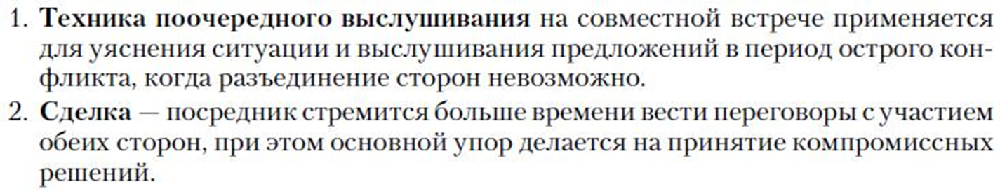 1. Техника поочередного выслушивания на совместной встрече применяется
для уяснения ситуации и выслушивания предложений в период острого кон-
фликта, когда разъединение сторон невозможно.
2. Сделка — посредник стремится больше времени вести переговоры с участием
обеих сторон, при этом основной упор делается на принятие компромиссных
решений.